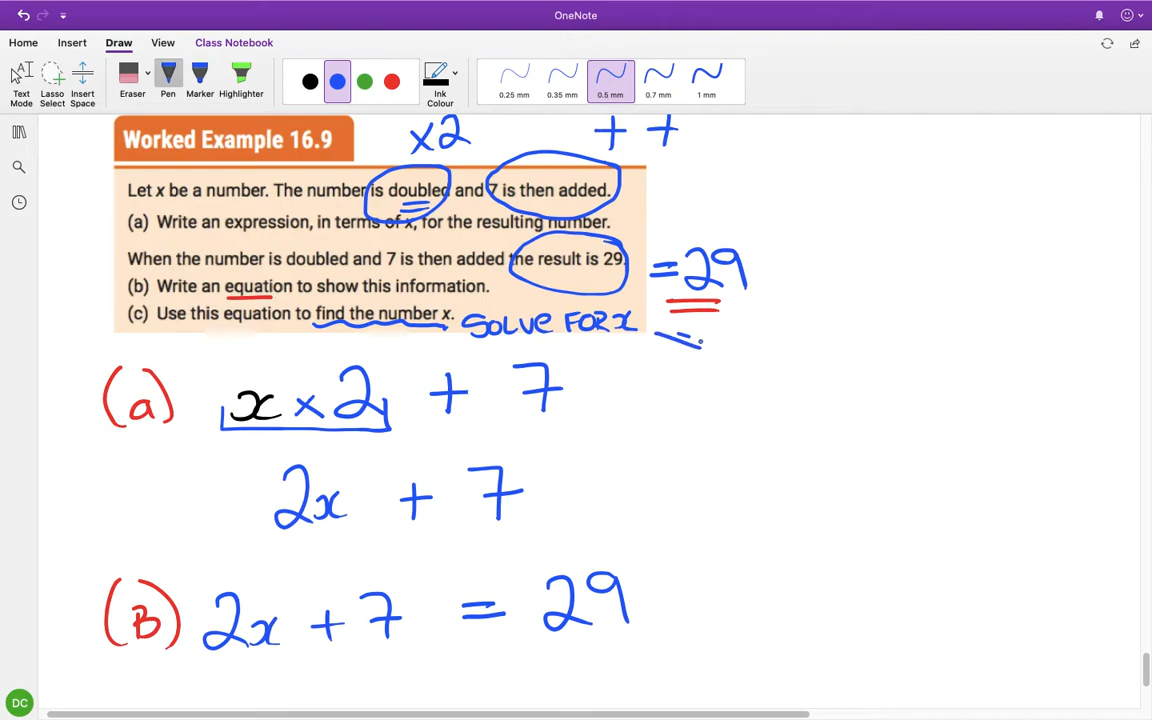 OneNote
Home Insert Draw View Class Notebook
Text Mode Lasso Select Insert Space Eraser Pen Marker Highlighter Ink Colour 0.25 mm 0.35 mm 0.5 mm 0.7 mm 1 mm
Worked Example 16.9
×2 +
Let x be a number. The number is doubled and 7 is then added.
(a) Write an expression, in terms of x, for the resulting number.
When the number is doubled and 7 is then added the result is 29.
= 29
(b) Write an equation to show this information.
(c) Use this equation to find the number x.
SOLVE FOR x
(a) x × 2 + 7
2x + 7
(B) 2x + 7 = 29
DC